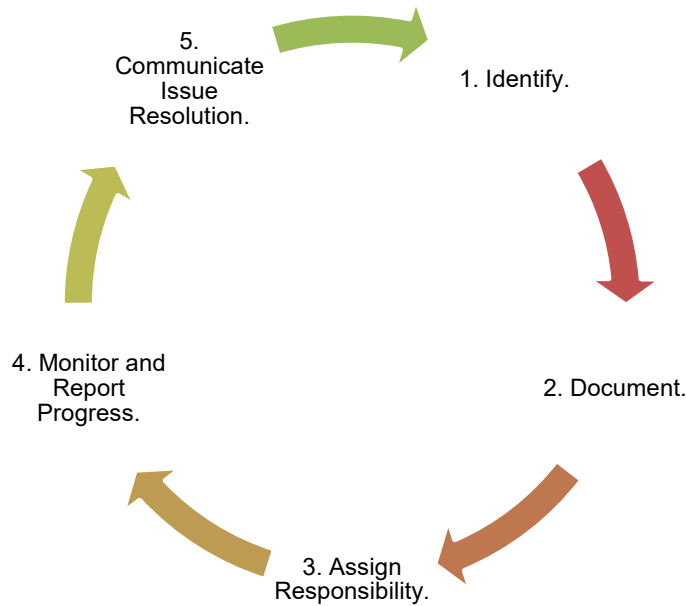 1. Identify.
2. Document.
3. Assign
Responsibility.
4. Monitor and
Report
Progress.
5.
Communicate
Issue
Resolution.